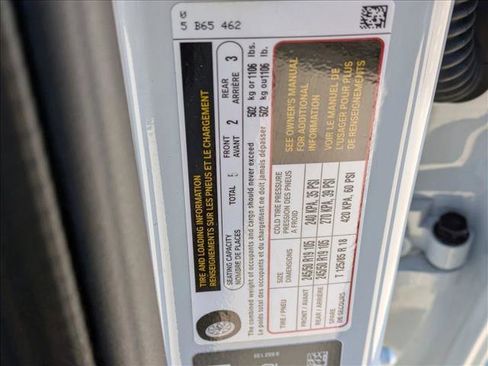 5 B65 462
TIRE AND LOADING INFORMATION
RENSEIGNEMENTS SUR LES PNEUS ET LE CHARGEMENT
SEATING CAPACITY
NOMBRE DE PLACES
TOTAL 5
FRONT
AVANT 2
REAR
ARRIÈRE 3
The combined weight of occupants and cargo should never exceed 502 kg or 1106 lbs.
Le poids total des occupants et du chargement ne doit jamais dépasser 502 kg ou 1106 lb.
TIRE / PNEU
SIZE
DIMENSIONS
COLD TIRE PRESSURE
PRESSION DES PNEUS
À FROID
SEE OWNER'S MANUAL
FOR ADDITIONAL
INFORMATION
VOIR LE MANUEL DE
L'USAGER POUR PLUS
DE RENSEIGNEMENTS
FRONT / AVANT 245/50 R19 105 240 KPA, 35 PSI
REAR / ARRIÈRE 245/50 R19 105 270 KPA, 39 PSI
SPARE
DE SECOURS T 125/85 R 18 420 KPA, 60 PSI